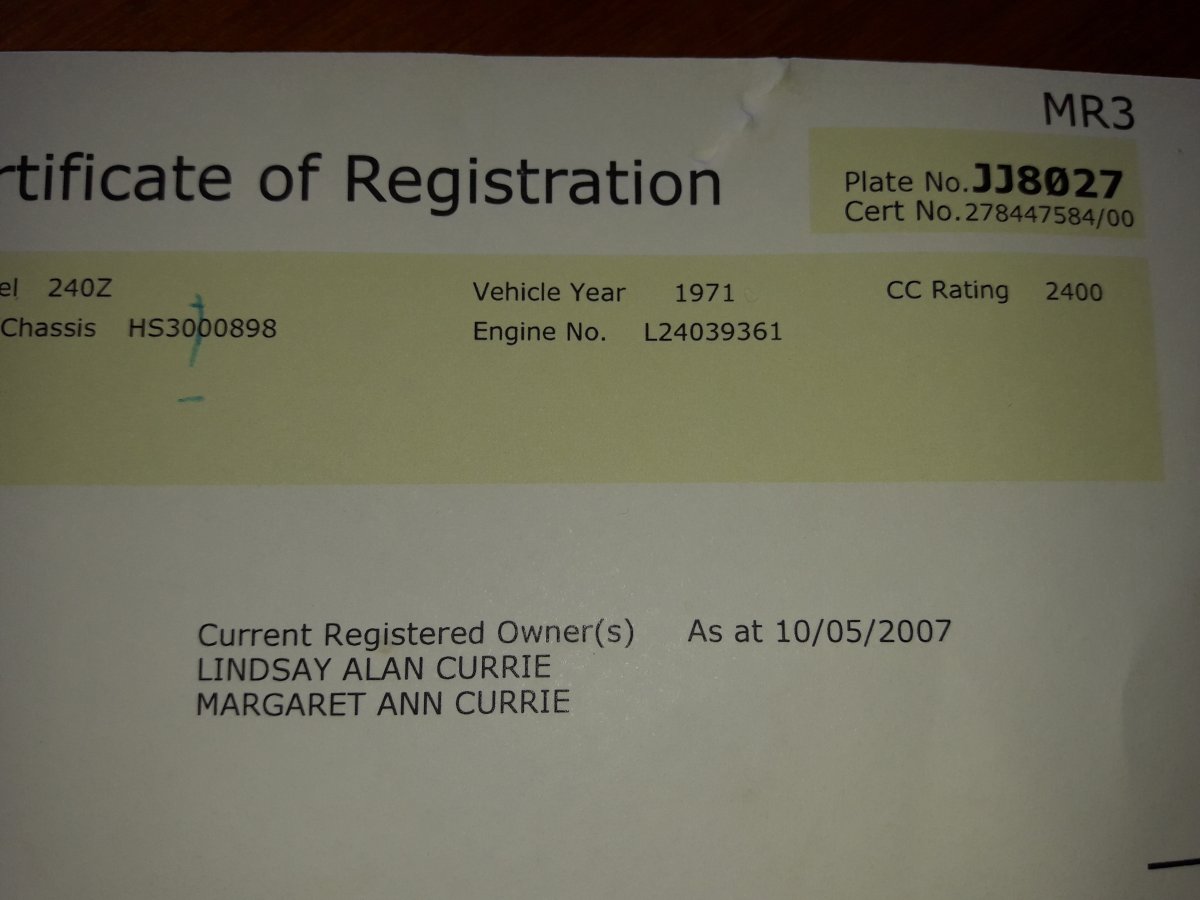 MR3
rtificate of Registration
Plate No. JJ8027
Cert No. 278447584/00
el 240Z Vehicle Year 1971 CC Rating 2400
Chassis HS3000898 Engine No. L24039361
Current Registered Owner(s) As at 10/05/2007
LINDSAY ALAN CURRIE
MARGARET ANN CURRIE